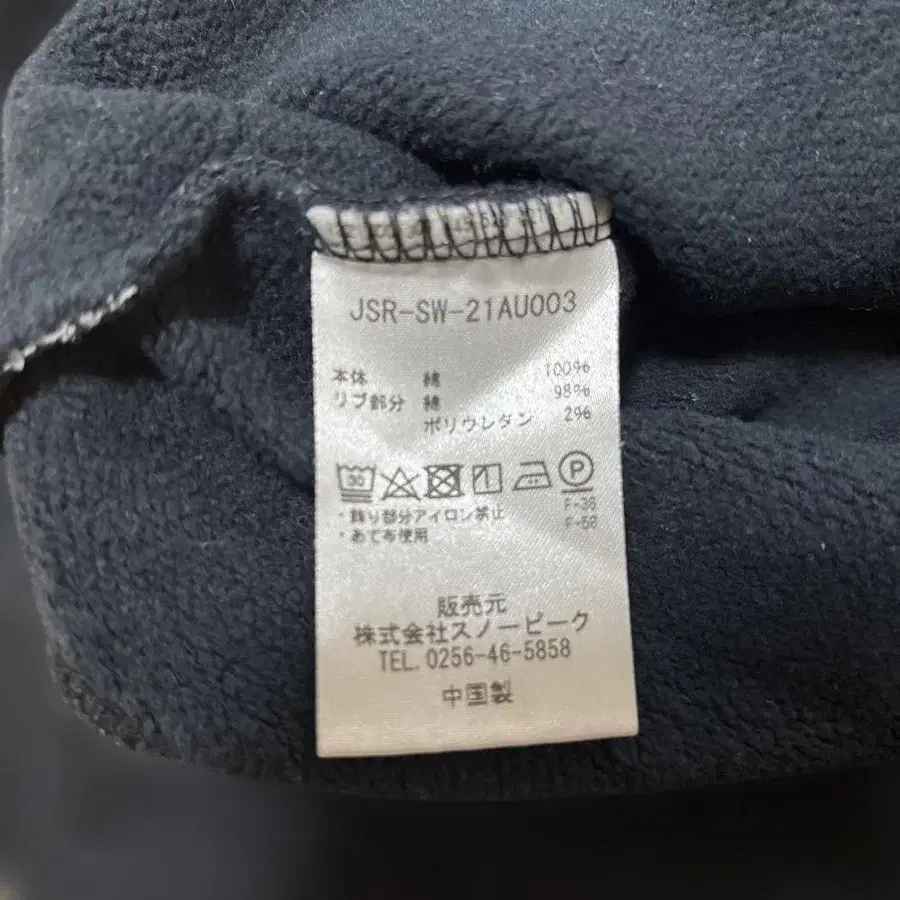 JSR-SW-21AU003
本体 綿 100%
リブ部分 綿 98%
ポリウレタン 2%
30 P
・飾り部分アイロン禁止 F-38
・あて布使用 F-58
販売元
株式会社スノーピーク
TEL. 0256-46-5858
中国製